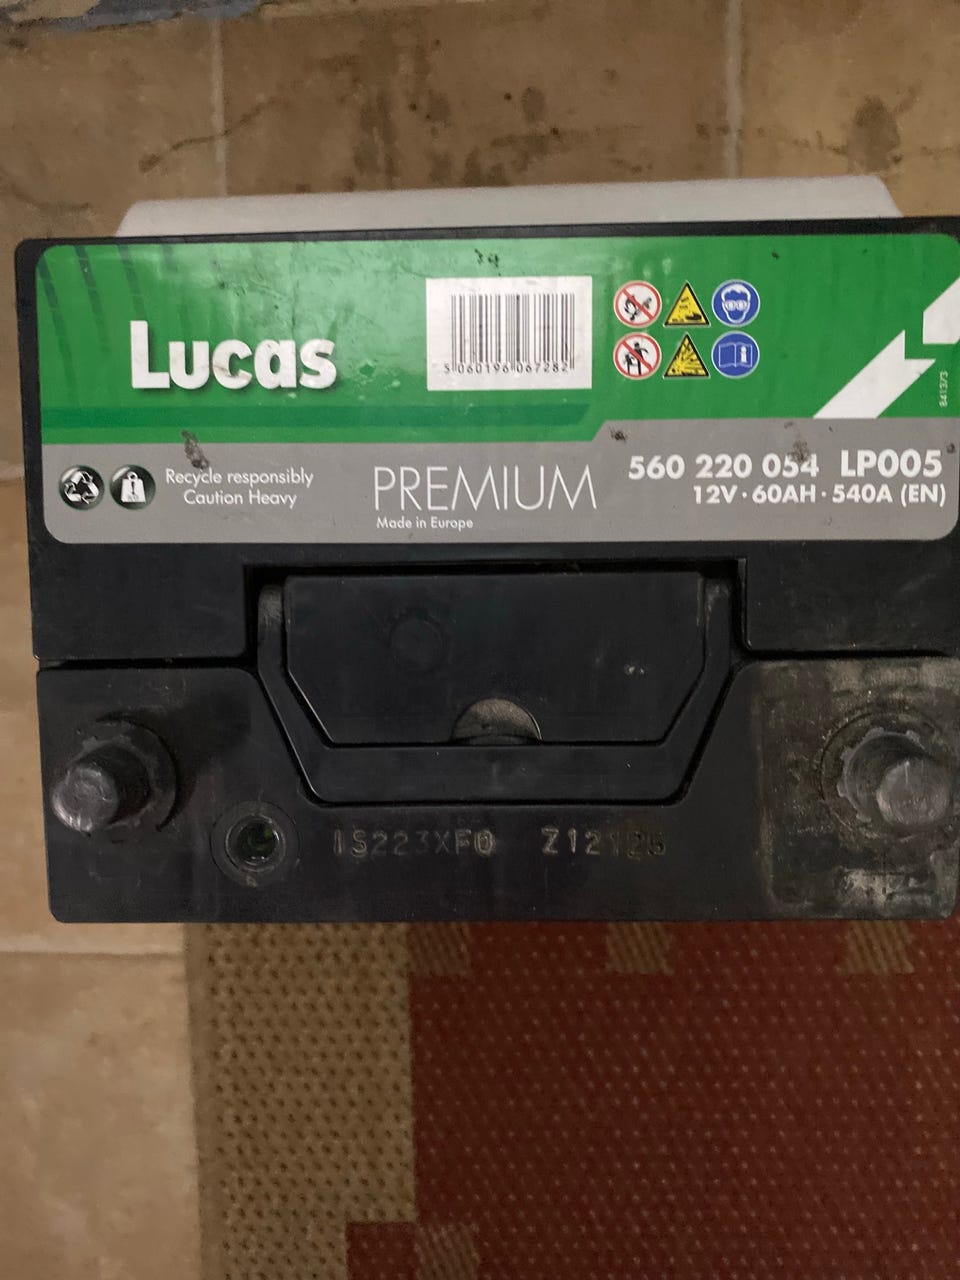 Lucas
5 060196 067282
841373
Recycle responsibly
Caution Heavy
PREMIUM
Made in Europe
560 220 054 LP005
12V · 60AH · 540A (EN)